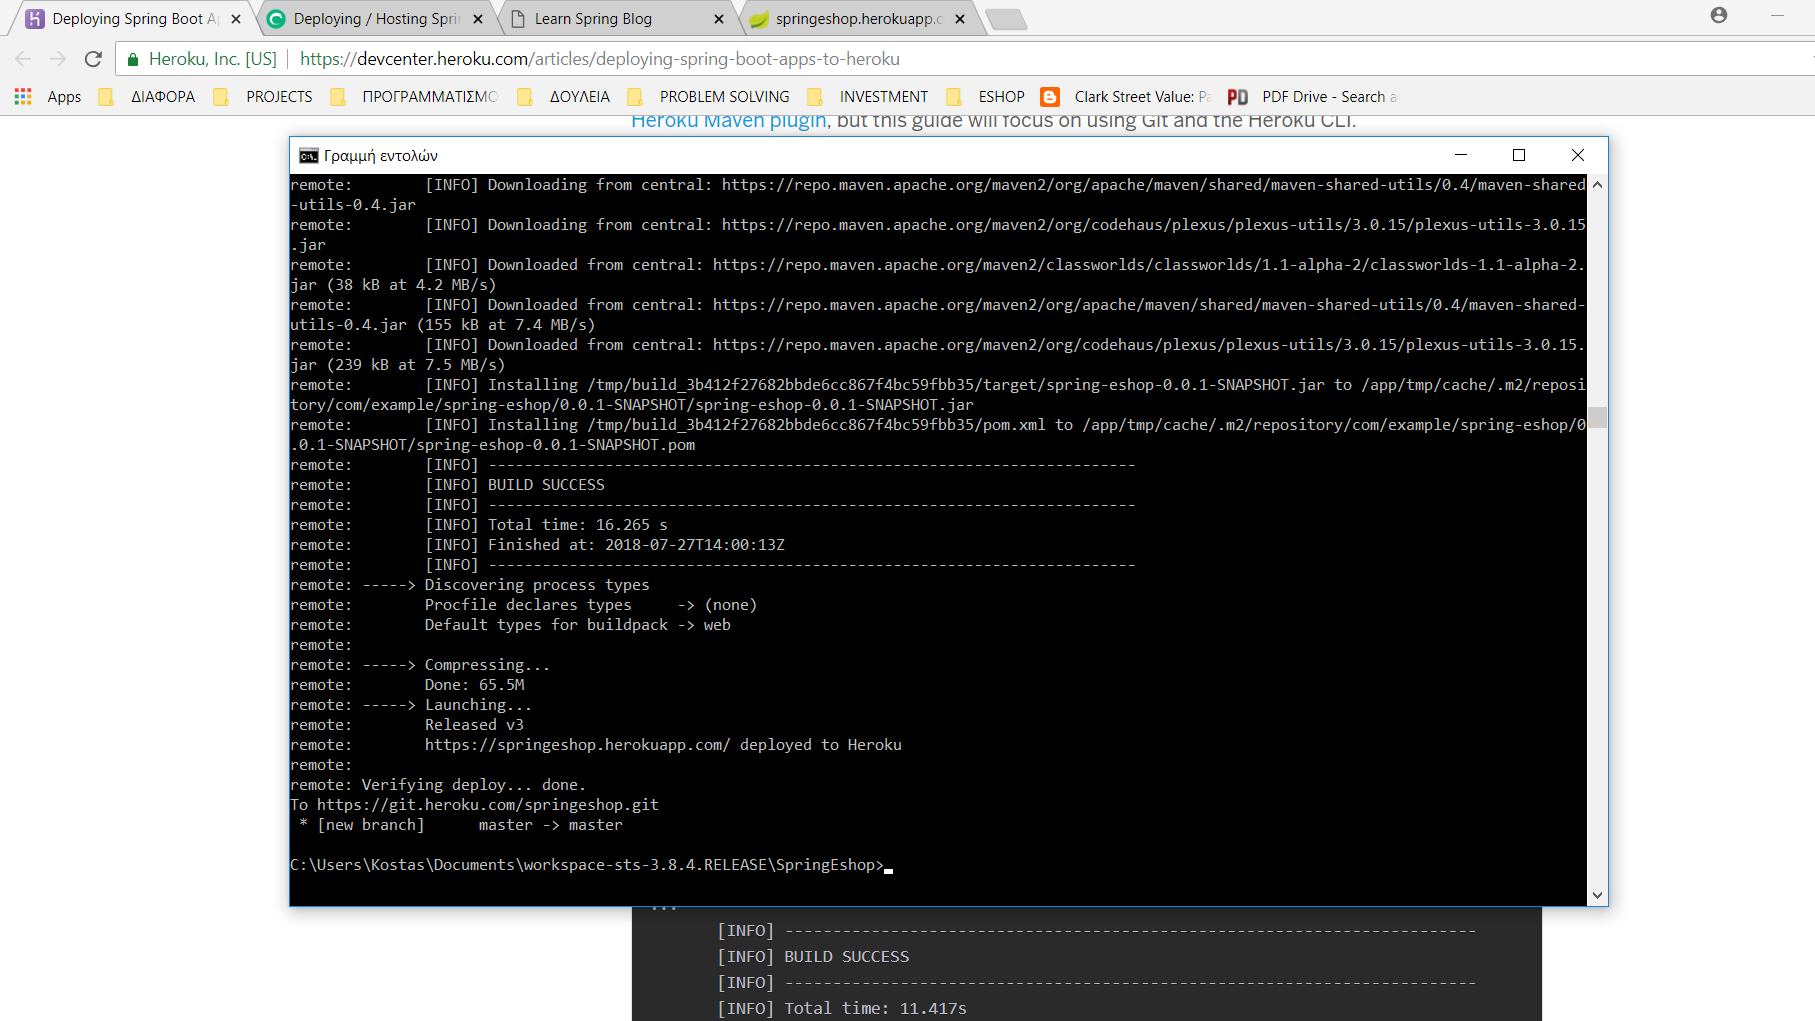 Deploying Spring Boot A
Deploying / Hosting Spri
Learn Spring Blog
springeshop.herokuapp.c
Heroku, Inc. [US]
https://devcenter.heroku.com/articles/deploying-spring-boot-apps-to-heroku
Apps
ΔΙΑΦΟΡΑ
PROJECTS
ΠΡΟΓΡΑΜΜΑΤΙΣΜΟ
ΔΟΥΛΕΙΑ
PROBLEM SOLVING
INVESTMENT
ESHOP
Clark Street Value: P
PD
PDF Drive - Search a
Heroku Maven plugin, but this guide will focus on using Git and the Heroku CLI.
Γραμμή εντολών
remote:        [INFO] Downloading from central: https://repo.maven.apache.org/maven2/org/apache/maven/shared/maven-shared-utils/0.4/maven-shared
-utils-0.4.jar
remote:        [INFO] Downloading from central: https://repo.maven.apache.org/maven2/org/codehaus/plexus/plexus-utils/3.0.15/plexus-utils-3.0.15
.jar
remote:        [INFO] Downloaded from central: https://repo.maven.apache.org/maven2/classworlds/classworlds/1.1-alpha-2/classworlds-1.1-alpha-2.
jar (38 kB at 4.2 MB/s)
remote:        [INFO] Downloaded from central: https://repo.maven.apache.org/maven2/org/apache/maven/shared/maven-shared-utils/0.4/maven-shared-
utils-0.4.jar (155 kB at 7.4 MB/s)
remote:        [INFO] Downloaded from central: https://repo.maven.apache.org/maven2/org/codehaus/plexus/plexus-utils/3.0.15/plexus-utils-3.0.15.
jar (239 kB at 7.5 MB/s)
remote:        [INFO] Installing /tmp/build_3b412f27682bbde6cc867f4bc59fbb35/target/spring-eshop-0.0.1-SNAPSHOT.jar to /app/tmp/cache/.m2/reposi
tory/com/example/spring-eshop/0.0.1-SNAPSHOT/spring-eshop-0.0.1-SNAPSHOT.jar
remote:        [INFO] Installing /tmp/build_3b412f27682bbde6cc867f4bc59fbb35/pom.xml to /app/tmp/cache/.m2/repository/com/example/spring-eshop/0
.0.1-SNAPSHOT/spring-eshop-0.0.1-SNAPSHOT.pom
remote:        [INFO] ------------------------------------------------------------------------
remote:        [INFO] BUILD SUCCESS
remote:        [INFO] ------------------------------------------------------------------------
remote:        [INFO] Total time: 16.265 s
remote:        [INFO] Finished at: 2018-07-27T14:00:13Z
remote:        [INFO] ------------------------------------------------------------------------
remote: -----> Discovering process types
remote:        Procfile declares types     -> (none)
remote:        Default types for buildpack -> web
remote:
remote: -----> Compressing...
remote:        Done: 65.5M
remote: -----> Launching...
remote:        Released v3
remote:        https://springeshop.herokuapp.com/ deployed to Heroku
remote:
remote: Verifying deploy... done.
To https://git.heroku.com/springeshop.git
 * [new branch]      master -> master
C:\Users\Kostas\Documents\workspace-sts-3.8.4.RELEASE\SpringEshop>
...
[INFO] ------------------------------------------------------------------------
[INFO] BUILD SUCCESS
[INFO] ------------------------------------------------------------------------
[INFO] Total time: 11.417s